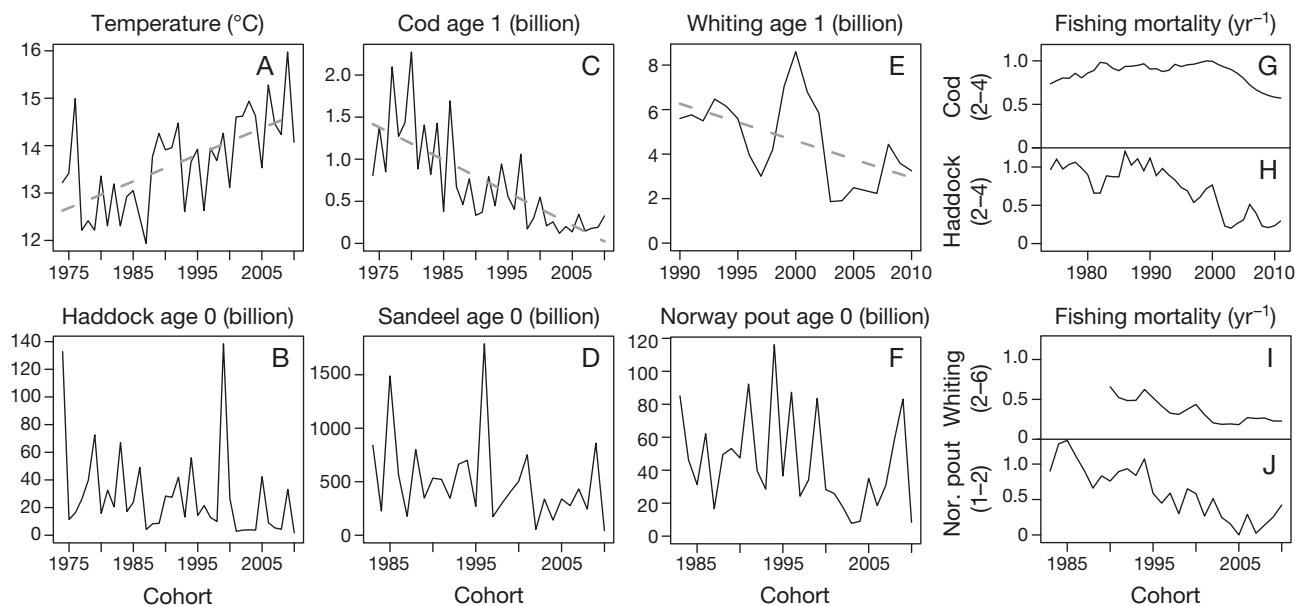 Temperature (°C)
Cod age 1 (billion)
Whiting age 1 (billion)
Fishing mortality (yr⁻¹)
A
C
E
G
H
16
15
14
13
12
1975 1985 1995 2005
2.0
1.5
1.0
0.5
0
1975 1985 1995 2005
8
6
4
2
0
1990 1995 2000 2005 2010
Cod
(2–4)
1.0
0.5
0
Haddock
(2–4)
1.0
0.5
0
1980 1990 2000 2010
Haddock age 0 (billion)
Sandeel age 0 (billion)
Norway pout age 0 (billion)
Fishing mortality (yr⁻¹)
B
D
F
I
J
140
120
100
80
60
40
20
0
1975 1985 1995 2005
Cohort
1500
1000
500
0
1985 1995 2005
Cohort
120
100
80
60
40
20
0
1985 1995 2005
Cohort
Whiting
(2–6)
1.0
0.5
0
Nor. pout
(1–2)
1.0
0.5
0
1985 1995 2005
Cohort